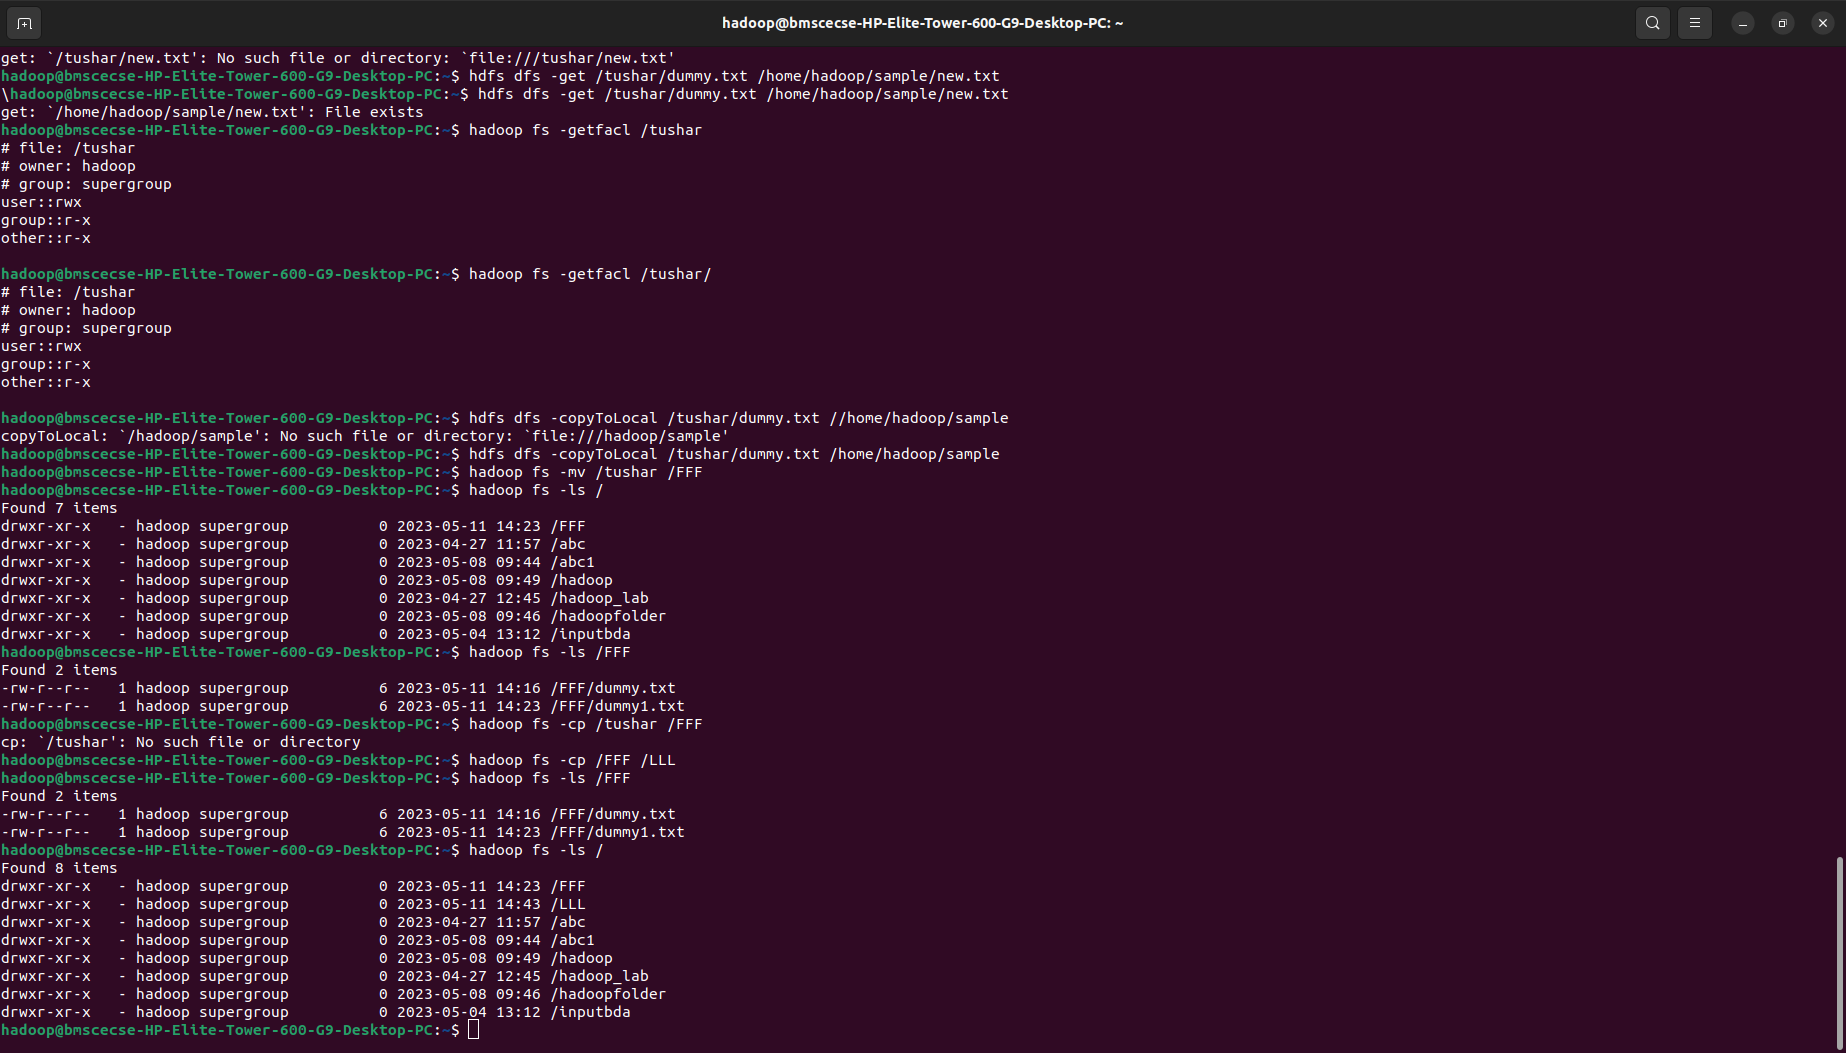 hadoop@bmscecse-HP-Elite-Tower-600-G9-Desktop-PC: ~
get: `/tushar/new.txt': No such file or directory: `file:///tushar/new.txt'
hadoop@bmscecse-HP-Elite-Tower-600-G9-Desktop-PC:~$ hdfs dfs -get /tushar/dummy.txt /home/hadoop/sample/new.txt
\hadoop@bmscecse-HP-Elite-Tower-600-G9-Desktop-PC:~$ hdfs dfs -get /tushar/dummy.txt /home/hadoop/sample/new.txt
get: `/home/hadoop/sample/new.txt': File exists
hadoop@bmscecse-HP-Elite-Tower-600-G9-Desktop-PC:~$ hadoop fs -getfacl /tushar
# file: /tushar
# owner: hadoop
# group: supergroup
user::rwx
group::r-x
other::r-x
hadoop@bmscecse-HP-Elite-Tower-600-G9-Desktop-PC:~$ hadoop fs -getfacl /tushar/
# file: /tushar
# owner: hadoop
# group: supergroup
user::rwx
group::r-x
other::r-x
hadoop@bmscecse-HP-Elite-Tower-600-G9-Desktop-PC:~$ hdfs dfs -copyToLocal /tushar/dummy.txt //home/hadoop/sample
copyToLocal: `/hadoop/sample': No such file or directory: `file:///hadoop/sample'
hadoop@bmscecse-HP-Elite-Tower-600-G9-Desktop-PC:~$ hdfs dfs -copyToLocal /tushar/dummy.txt /home/hadoop/sample
hadoop@bmscecse-HP-Elite-Tower-600-G9-Desktop-PC:~$ hadoop fs -mv /tushar /FFF
hadoop@bmscecse-HP-Elite-Tower-600-G9-Desktop-PC:~$ hadoop fs -ls /
Found 7 items
drwxr-xr-x   - hadoop supergroup          0 2023-05-11 14:23 /FFF
drwxr-xr-x   - hadoop supergroup          0 2023-04-27 11:57 /abc
drwxr-xr-x   - hadoop supergroup          0 2023-05-08 09:44 /abc1
drwxr-xr-x   - hadoop supergroup          0 2023-05-08 09:49 /hadoop
drwxr-xr-x   - hadoop supergroup          0 2023-04-27 12:45 /hadoop_lab
drwxr-xr-x   - hadoop supergroup          0 2023-05-08 09:46 /hadoopfolder
drwxr-xr-x   - hadoop supergroup          0 2023-05-04 13:12 /inputbda
hadoop@bmscecse-HP-Elite-Tower-600-G9-Desktop-PC:~$ hadoop fs -ls /FFF
Found 2 items
-rw-r--r--   1 hadoop supergroup          6 2023-05-11 14:16 /FFF/dummy.txt
-rw-r--r--   1 hadoop supergroup          6 2023-05-11 14:23 /FFF/dummy1.txt
hadoop@bmscecse-HP-Elite-Tower-600-G9-Desktop-PC:~$ hadoop fs -cp /tushar /FFF
cp: `/tushar': No such file or directory
hadoop@bmscecse-HP-Elite-Tower-600-G9-Desktop-PC:~$ hadoop fs -cp /FFF /LLL
hadoop@bmscecse-HP-Elite-Tower-600-G9-Desktop-PC:~$ hadoop fs -ls /FFF
Found 2 items
-rw-r--r--   1 hadoop supergroup          6 2023-05-11 14:16 /FFF/dummy.txt
-rw-r--r--   1 hadoop supergroup          6 2023-05-11 14:23 /FFF/dummy1.txt
hadoop@bmscecse-HP-Elite-Tower-600-G9-Desktop-PC:~$ hadoop fs -ls /
Found 8 items
drwxr-xr-x   - hadoop supergroup          0 2023-05-11 14:23 /FFF
drwxr-xr-x   - hadoop supergroup          0 2023-05-11 14:43 /LLL
drwxr-xr-x   - hadoop supergroup          0 2023-04-27 11:57 /abc
drwxr-xr-x   - hadoop supergroup          0 2023-05-08 09:44 /abc1
drwxr-xr-x   - hadoop supergroup          0 2023-05-08 09:49 /hadoop
drwxr-xr-x   - hadoop supergroup          0 2023-04-27 12:45 /hadoop_lab
drwxr-xr-x   - hadoop supergroup          0 2023-05-08 09:46 /hadoopfolder
drwxr-xr-x   - hadoop supergroup          0 2023-05-04 13:12 /inputbda
hadoop@bmscecse-HP-Elite-Tower-600-G9-Desktop-PC:~$